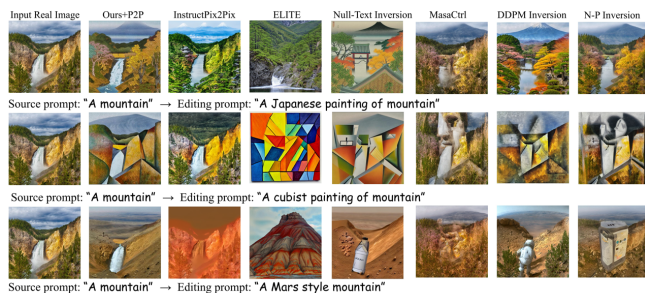 Input Real Image Ours+P2P InstructPix2Pix ELITE Null-Text Inversion MasaCtrl DDPM Inversion N-P Inversion
Source prompt: “A mountain” → Editing prompt: “A Japanese painting of mountain”
Source prompt: “A mountain” → Editing prompt: “A cubist painting of mountain”
Source prompt: “A mountain” → Editing prompt: “A Mars style mountain”